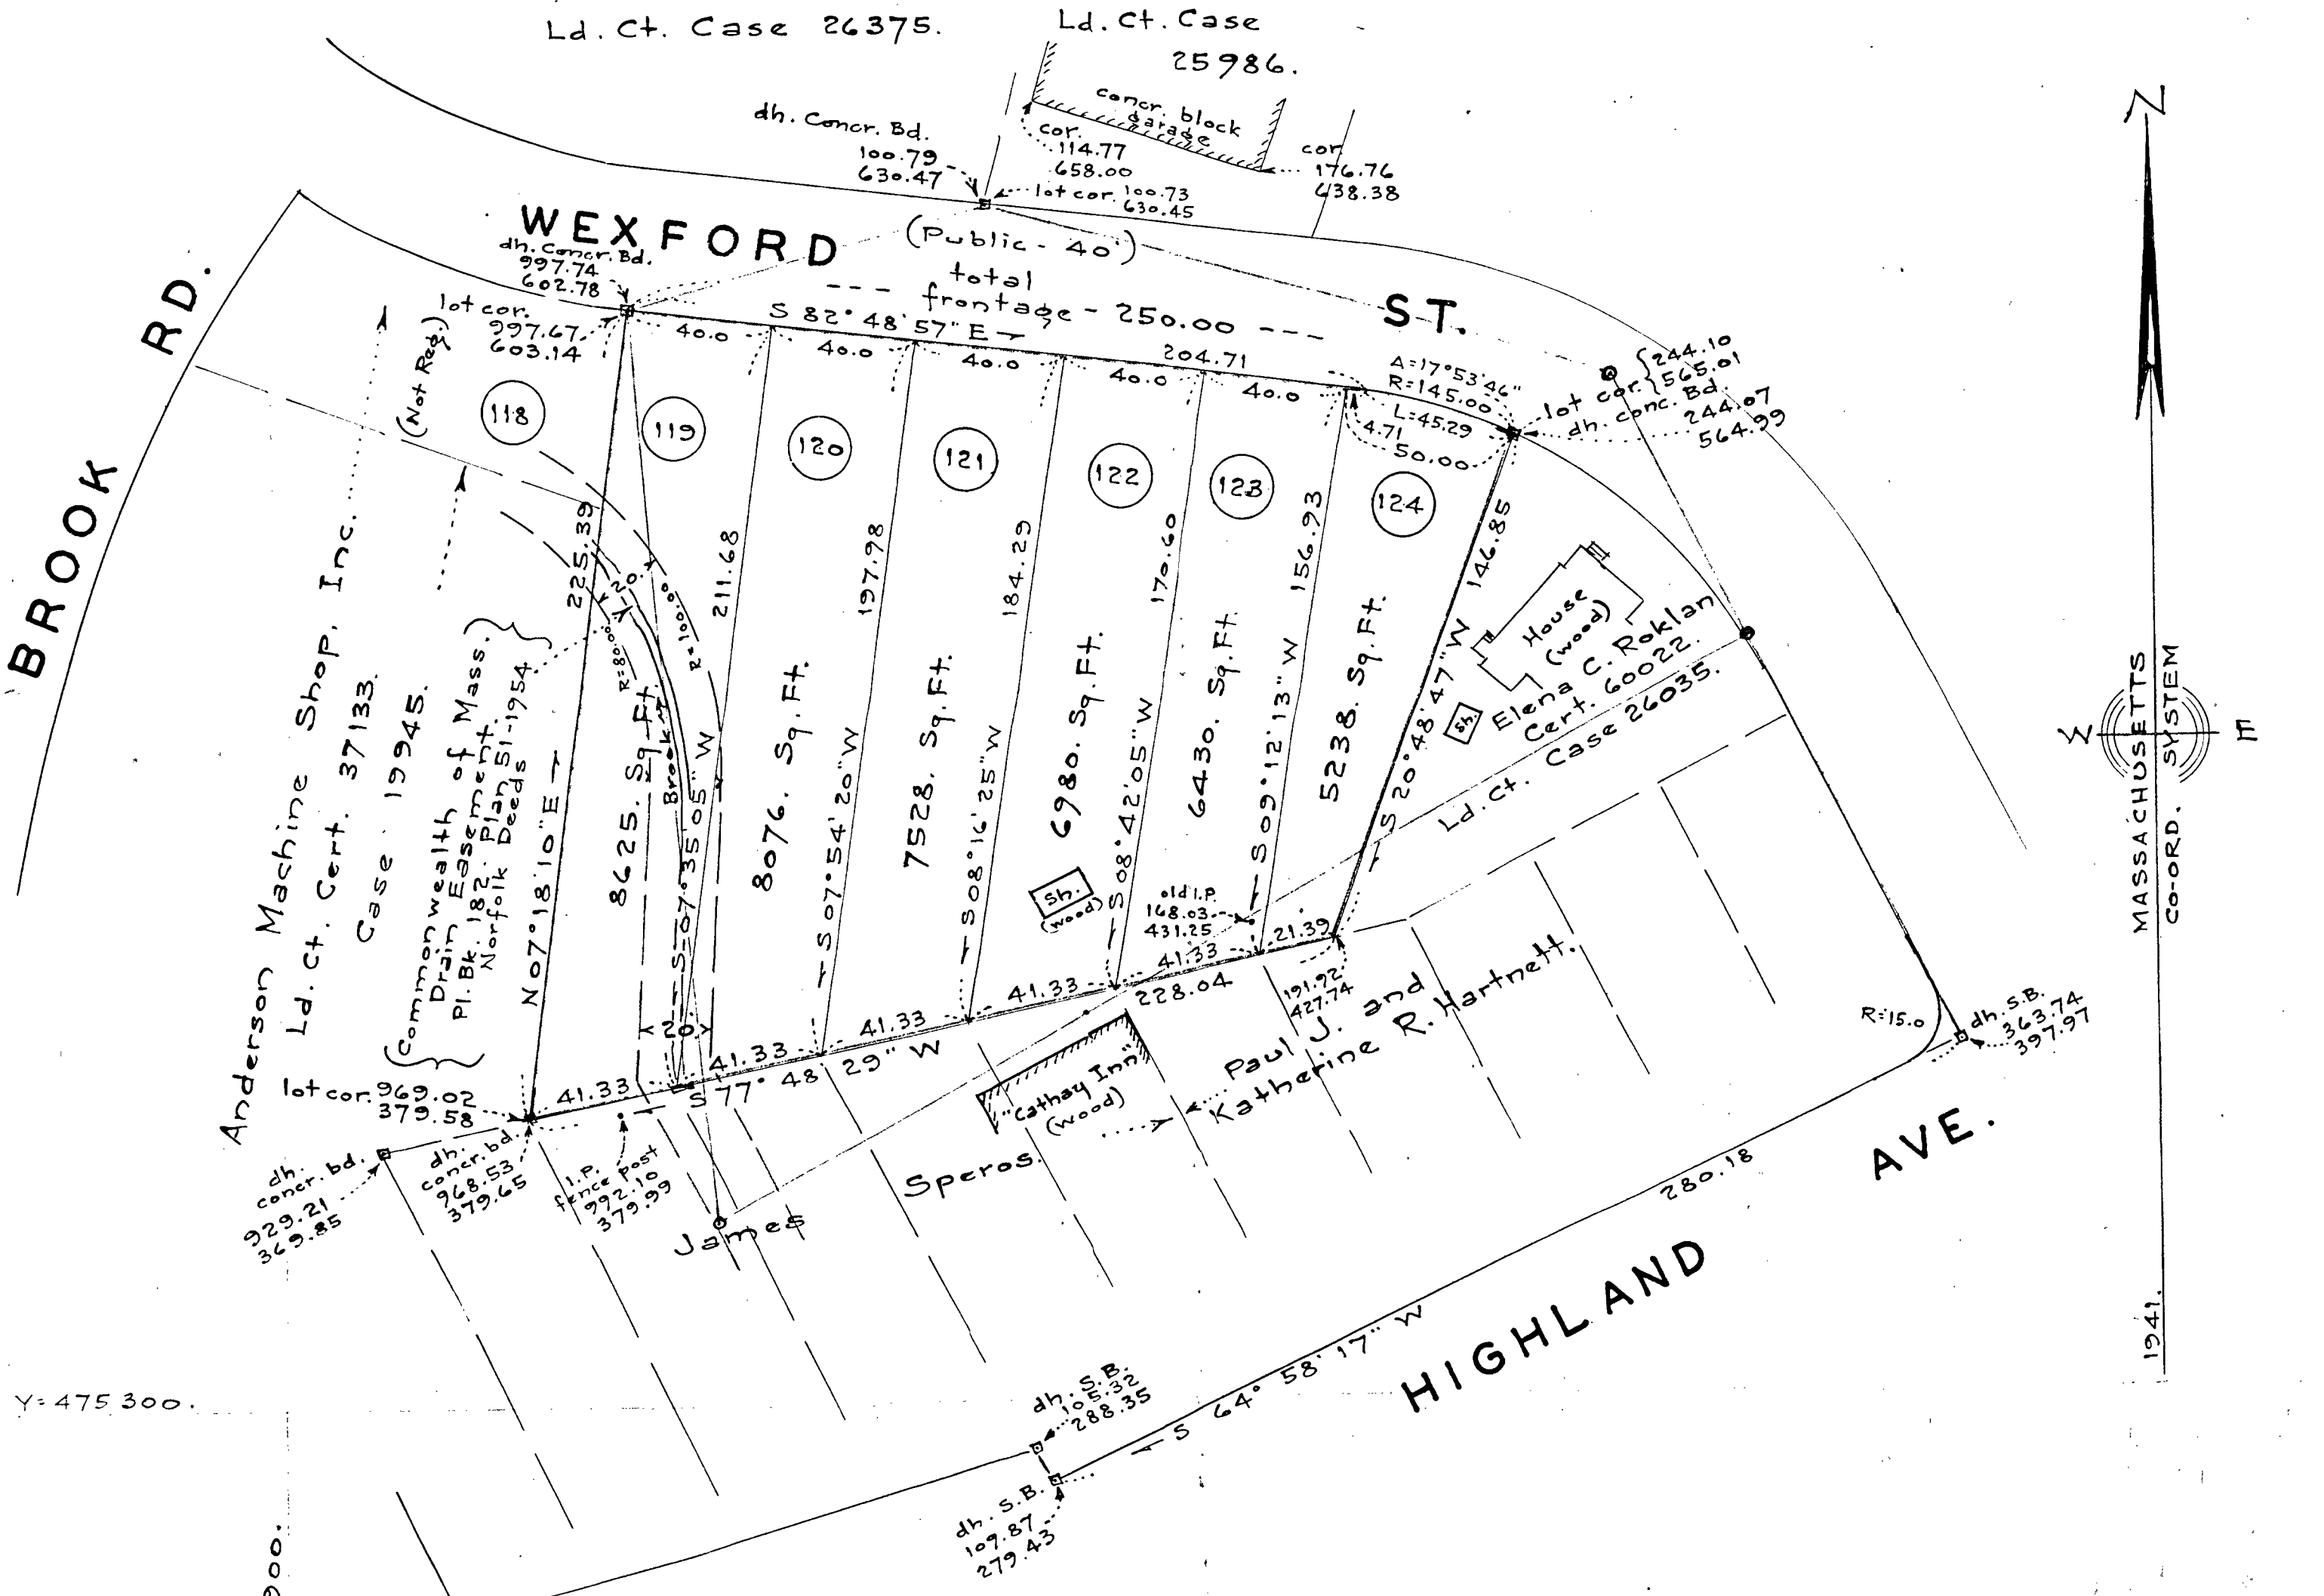 Ld. Ct. Case 26375.
Ld. Ct. Case
25986.
concr. block
garage
dh. Concr. Bd.
100.79
630.47
cor.
114.77
658.00
cor.
176.76
638.38
lot cor. 100.73
630.45
WEXFORD ST.
(Public - 40')
dh. Concr. Bd.
997.74
602.78
lot cor.
997.67
603.14
total
--- frontage - 250.00 ---
S 82° 48' 57" E
204.71
40.0
40.0
40.0
40.0
40.0
A=17°53'46"
R=145.00
L=45.29
4.71
50.00
lot cor. {244.10
565.01
dh. conc. Bd.
244.07
564.99
BROOK RD.
(Not Reg.)
118
119
120
121
122
123
124
225.39
211.68
197.98
184.29
170.60
156.93
146.85
20.
R=80.00
R=100.00
Brook
8625. Sq. Ft.
8076. Sq. Ft.
7528. Sq. Ft.
6980. Sq. Ft.
6430. Sq. Ft.
5238. Sq. Ft.
N07°18'10"E
S 07°35'05" W
S 07°54'20" W
S 08°16'25" W
S 08°42'05" W
S 09°12'13" W
S 20°48'47" W
House
(wood)
Sh.
Elena C. Roklan
Cert. 60022.
Ld. Ct. Case 26035.
Anderson Machine Shop, Inc.
Ld. Ct. Cert. 37133.
Case 19945.
(Commonwealth of Mass.)
Drain Easement.
Pl. Bk. 182. Plan 51-1954
Norfolk Deeds
Sh.
(wood)
old I.P.
168.03
431.25
41.33
41.33
41.33
41.33
41.33
21.39
20.
S 77° 48' 29" W
228.04
191.92
427.74
lot cor. 969.02
379.58
dh.
concr. bd.
929.21
369.85
dh.
concr. bd.
968.53
379.65
I.P.
fence post
992.10
379.99
"Cathay Inn"
(wood)
James Speros.
Paul J. and
Katherine R. Hartnett.
R=15.0
dh. S.B.
363.74
397.97
280.18
S 64° 58' 17" W
HIGHLAND AVE.
dh. S.B.
105.32
288.35
dh. S.B.
109.87
279.43
Y=475 300.
N
W
E
MASSACHUSETTS
CO-ORD. SYSTEM
1941.